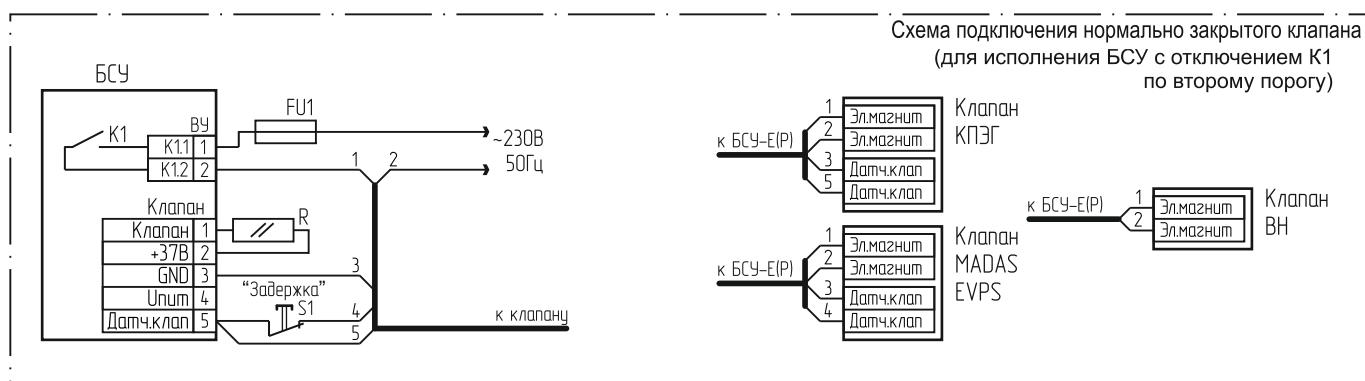 Схема подключения нормально закрытого клапана
(для исполнения БСУ с отключением К1
по второму порогу)
БСУ
К1
ВУ
К1.1 1
К1.2 2
FU1
~230В
50Гц
1 2
Клапан
Клапан 1
+37В 2
GND 3
Uпит 4
Датч.клап 5
R
"Задержка"
S1
3
4
5
к клапану
к БСУ-Е(Р)
1 Эл.магнит
2 Эл.магнит
3 Датч.клап
5 Датч.клап
Клапан
КПЭГ
к БСУ-Е(Р)
1 Эл.магнит
2 Эл.магнит
3 Датч.клап
4 Датч.клап
Клапан
MADAS
EVPS
к БСУ-Е(Р)
1 Эл.магнит
2 Эл.магнит
Клапан
ВН